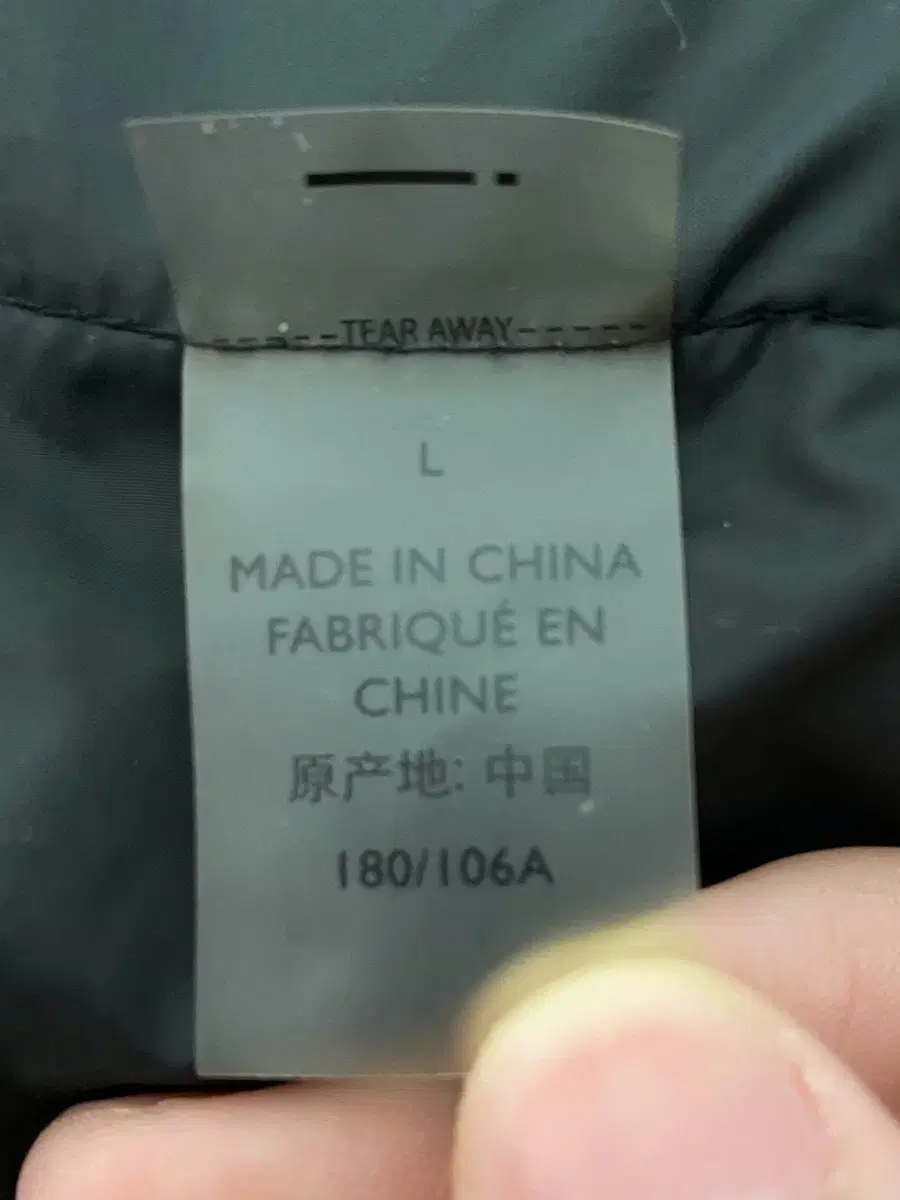 -----TEAR AWAY-----
L
MADE IN CHINA
FABRIQUÉ EN
CHINE
原产地: 中国
180/106A